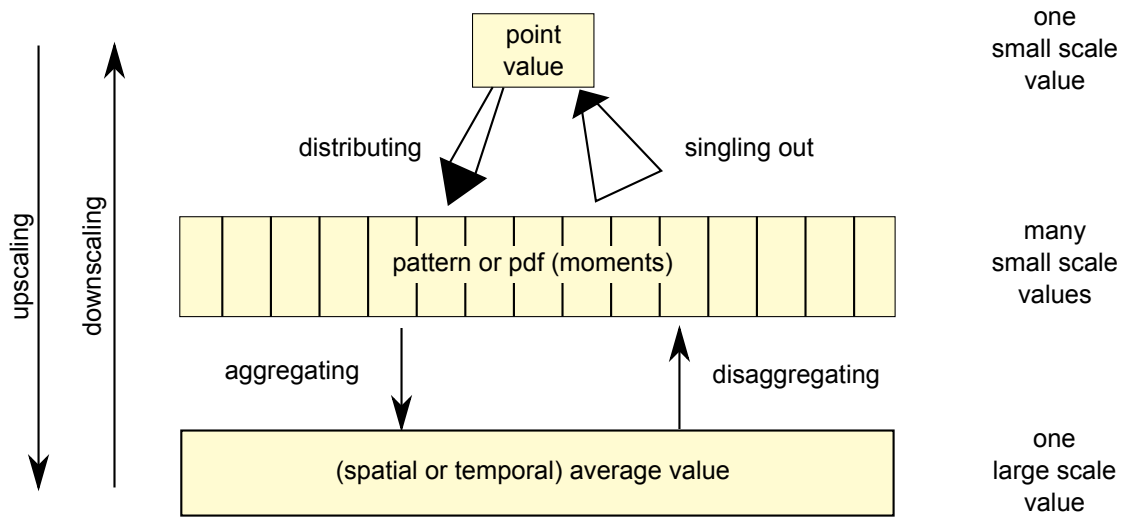 point
value
one
small scale
value
distributing
singling out
upscaling
downscaling
pattern or pdf (moments)
many
small scale
values
aggregating
disaggregating
(spatial or temporal) average value
one
large scale
value